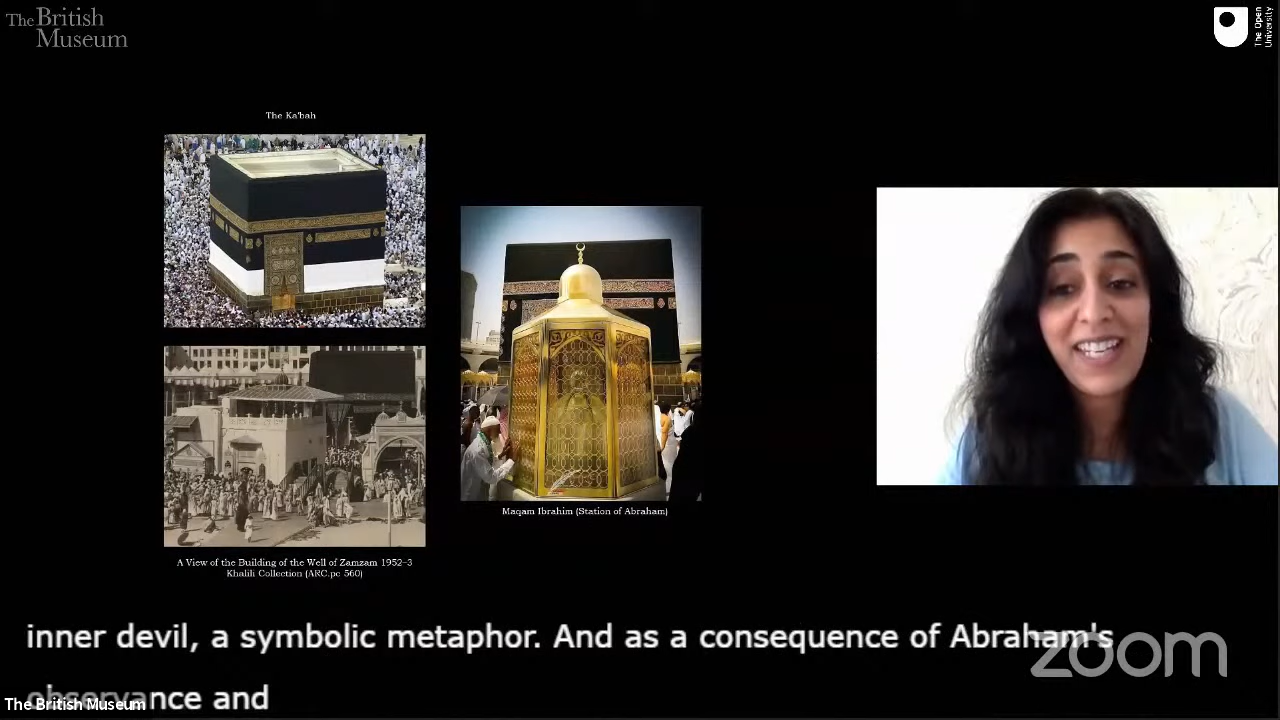 The British
Museum
The Open
University
The Ka'bah
Maqam Ibrahim (Station of Abraham)
A View of the Building of the Well of Zamzam 1952–3
Khalili Collection (ARC.pc 560)
inner devil, a symbolic metaphor. And as a consequence of Abraham's
observance and
zoom
The British Museum